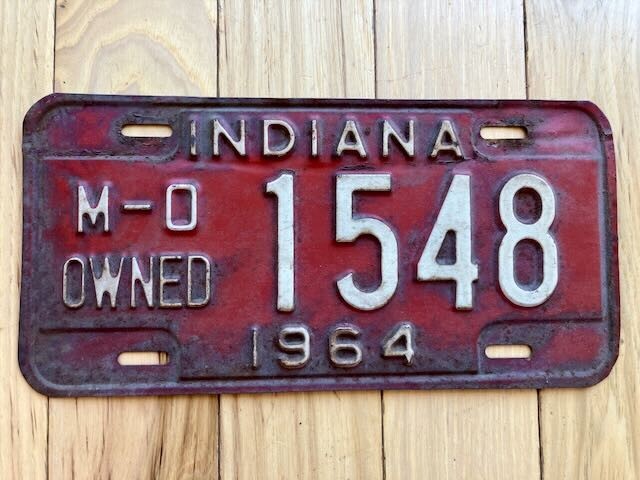 INDIANA
M-O 1548
OWNED
1964